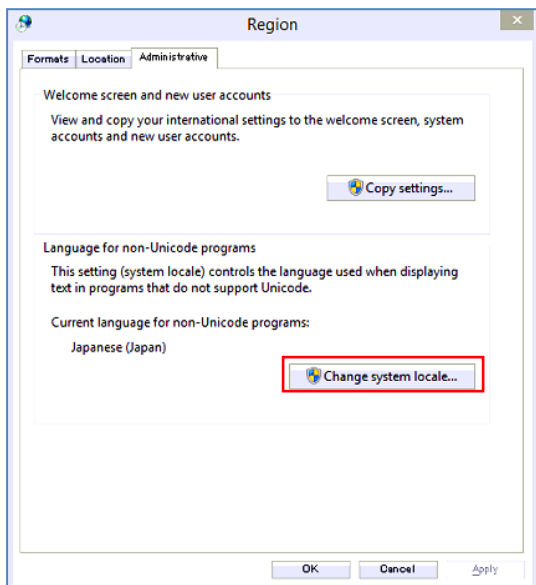 Region
Formats Location Administrative
Welcome screen and new user accounts
View and copy your international settings to the welcome screen, system
accounts and new user accounts.
Copy settings...
Language for non-Unicode programs
This setting (system locale) controls the language used when displaying
text in programs that do not support Unicode.
Current language for non-Unicode programs:
Japanese (Japan)
Change system locale...
OK Cancel Apply